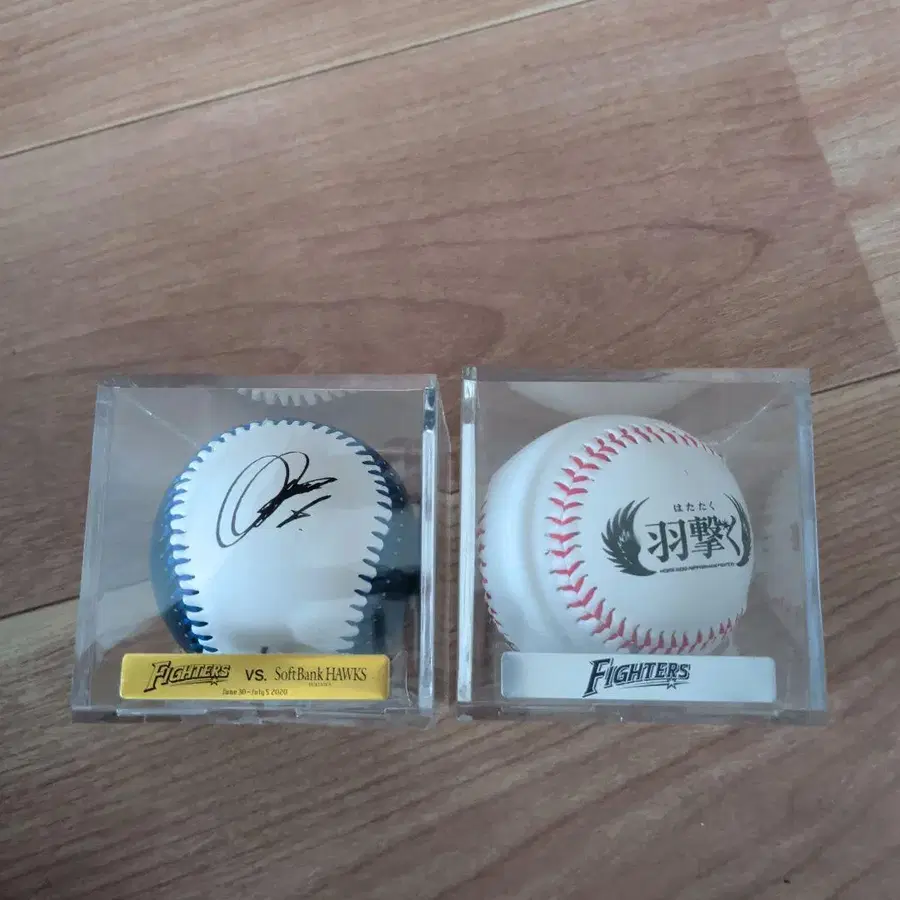 FIGHTERS VS. SoftBank HAWKS
June 30-July 5 2020
はたたく
羽撃く
FIGHTERS